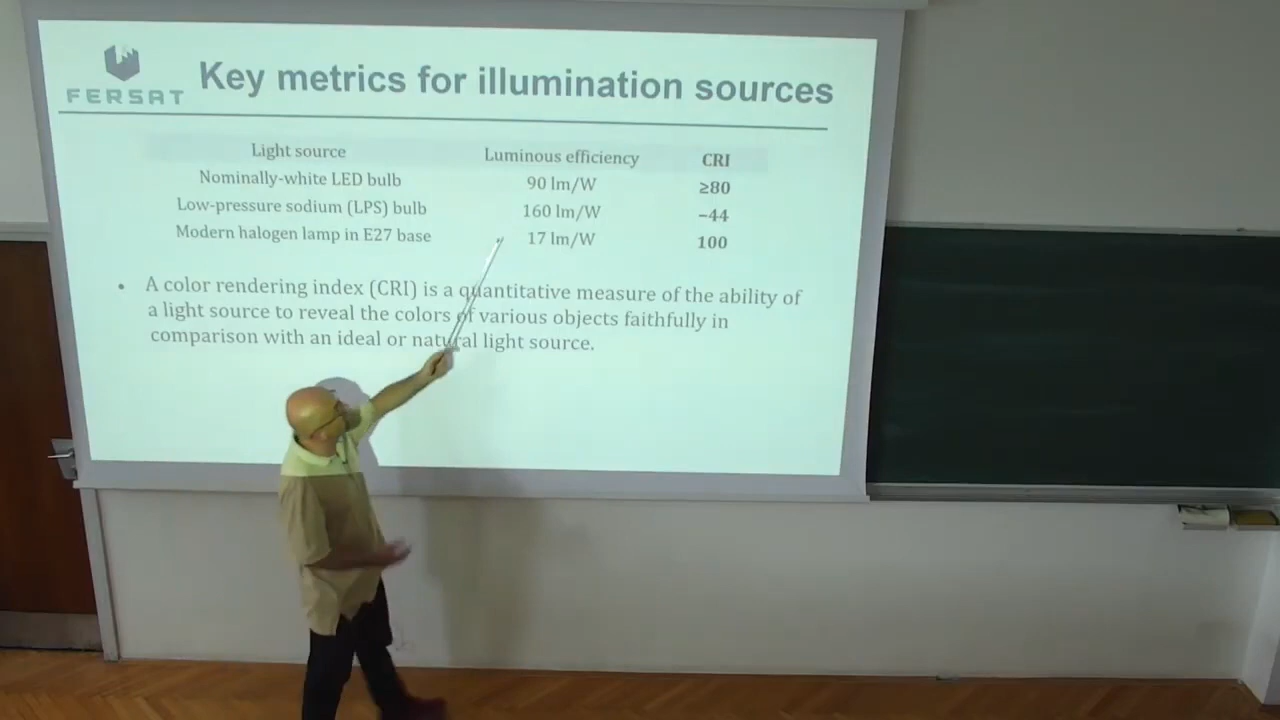 FERSAT
Key metrics for illumination sources
Light source Luminous efficiency CRI
Nominally-white LED bulb 90 lm/W ≥80
Low-pressure sodium (LPS) bulb 160 lm/W −44
Modern halogen lamp in E27 base 17 lm/W 100
• A color rendering index (CRI) is a quantitative measure of the ability of
a light source to reveal the colors of various objects faithfully in
comparison with an ideal or natural light source.